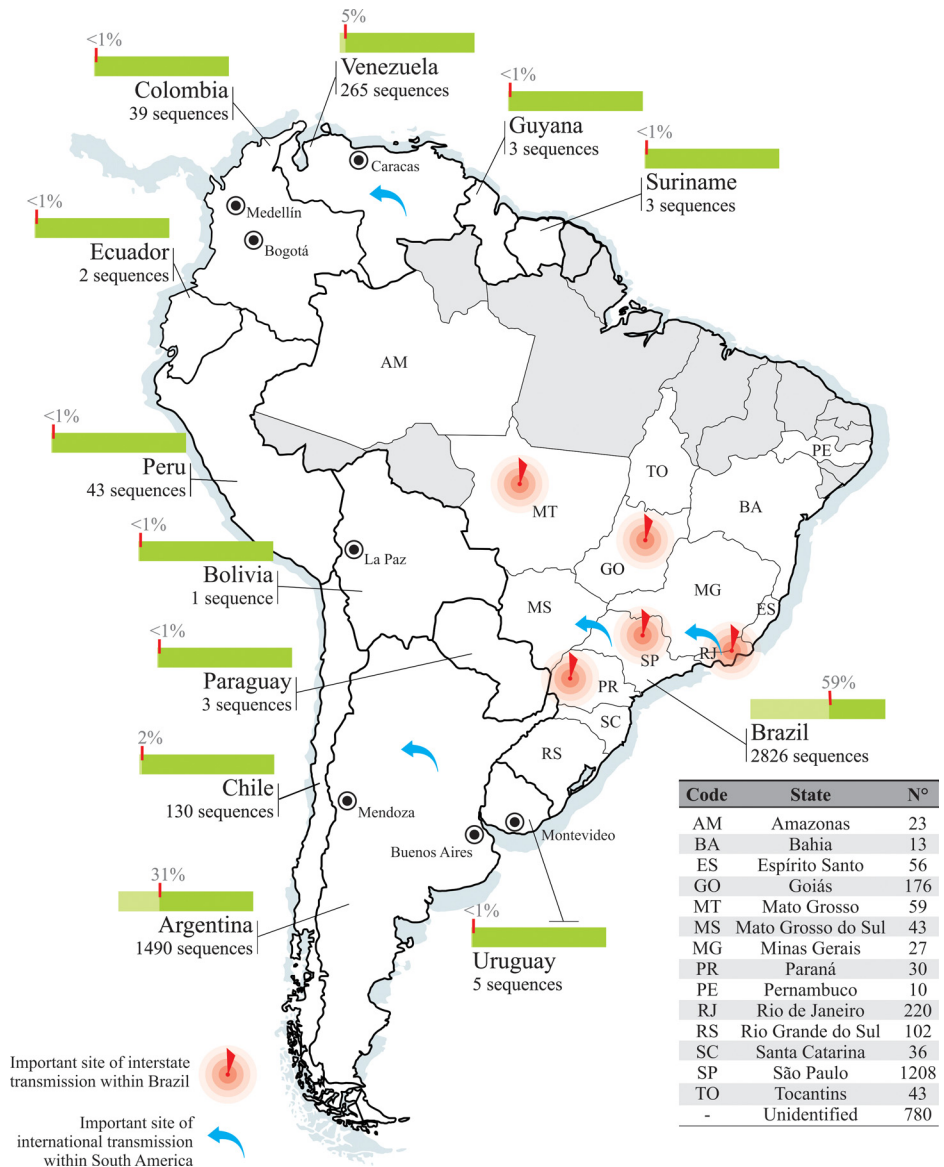 <1%
Colombia
39 sequences
5%
Venezuela
265 sequences
<1%
Guyana
3 sequences
<1%
Suriname
3 sequences
<1%
Ecuador
2 sequences
Caracas
Medellín
Bogotá
AM
<1%
Peru
43 sequences
PE
TO
MT
BA
<1%
Bolivia
1 sequence
La Paz
GO
MG
MS
ES
<1%
Paraguay
3 sequences
SP
RJ
PR
SC
RS
59%
Brazil
2826 sequences
2%
Chile
130 sequences
Mendoza
Buenos Aires
Montevideo
31%
Argentina
1490 sequences
<1%
Uruguay
5 sequences
Code State N°
AM Amazonas 23
BA Bahia 13
ES Espírito Santo 56
GO Goiás 176
MT Mato Grosso 59
MS Mato Grosso do Sul 43
MG Minas Gerais 27
PR Paraná 30
PE Pernambuco 10
RJ Rio de Janeiro 220
RS Rio Grande do Sul 102
SC Santa Catarina 36
SP São Paulo 1208
TO Tocantins 43
- Unidentified 780
Important site of interstate
transmission within Brazil
Important site of
international transmission
within South America